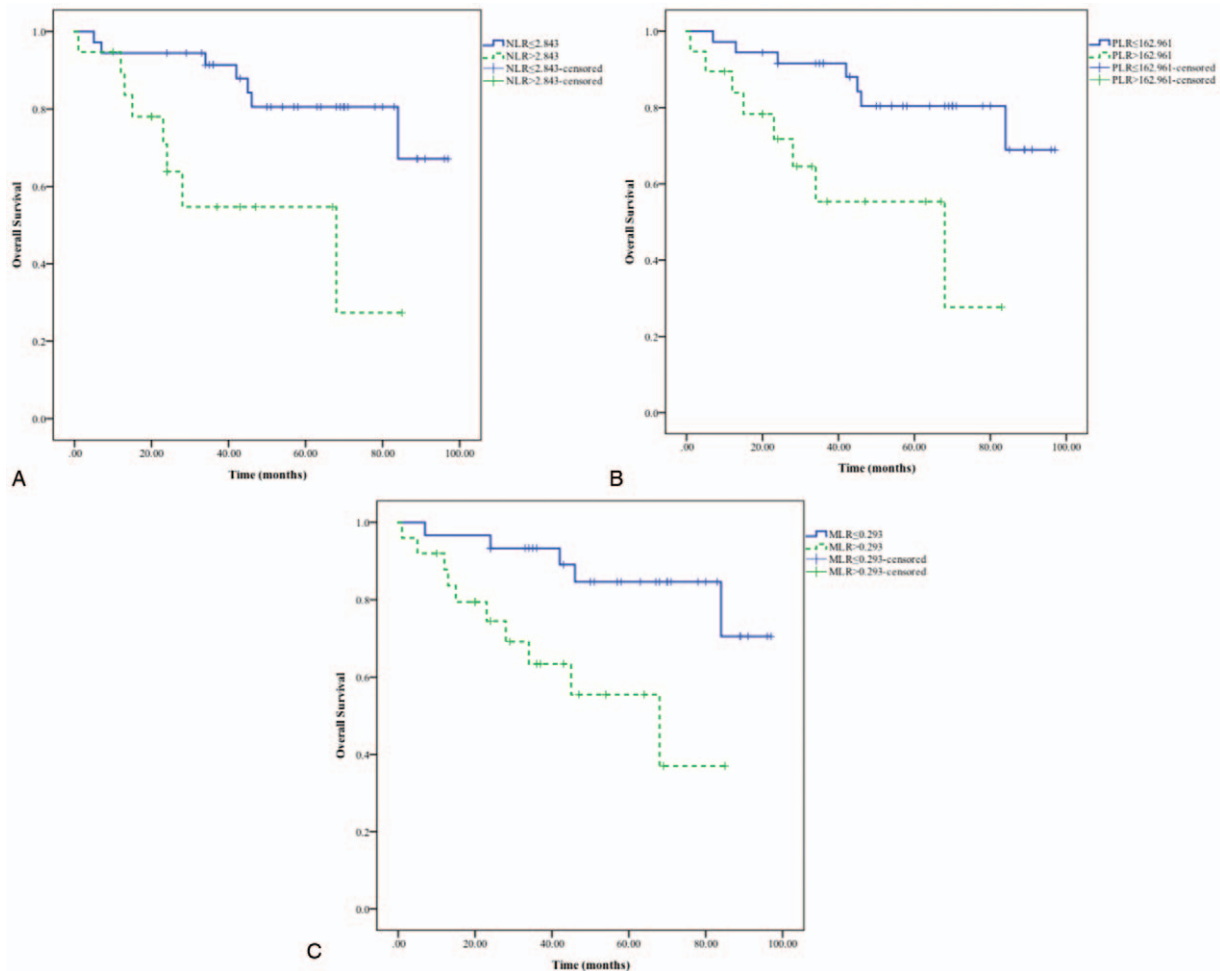 1.0
0.8
0.6
0.4
0.2
0.0
Overall Survival
.00 20.00 40.00 60.00 80.00 100.00
Time (months)
NLR≤2.843
NLR>2.843
NLR≤2.843-censored
NLR>2.843-censored
A
1.0
0.8
0.6
0.4
0.2
0.0
Overall Survival
.00 20.00 40.00 60.00 80.00 100.00
Time (months)
PLR≤162.961
PLR>162.961
PLR≤162.961-censored
PLR>162.961-censored
B
1.0
0.8
0.6
0.4
0.2
0.0
Overall Survival
.00 20.00 40.00 60.00 80.00 100.00
Time (months)
MLR≤0.293
MLR>0.293
MLR≤0.293-censored
MLR>0.293-censored
C